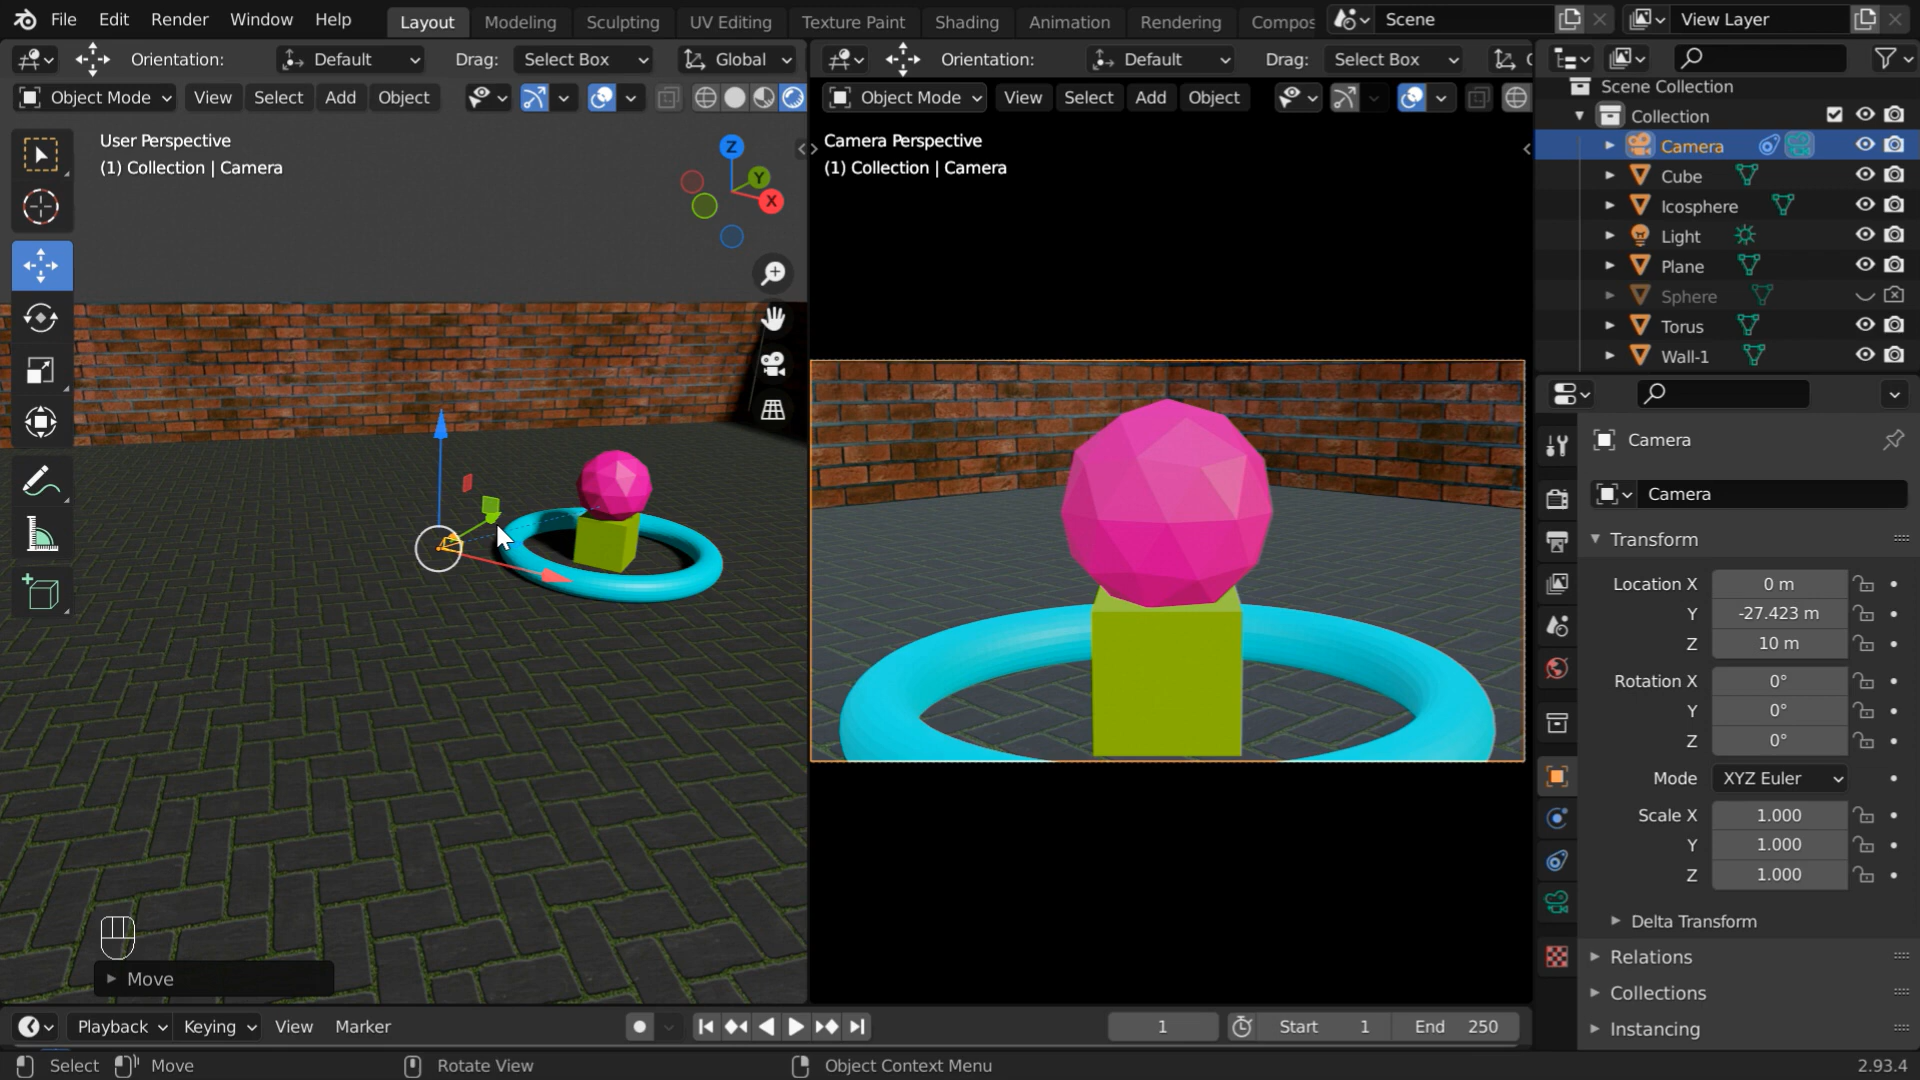 File Edit Render Window Help Layout Modeling Sculpting UV Editing Texture Paint Shading Animation Rendering Compos Scene View Layer
Orientation: Default Drag: Select Box Global Orientation: Default Drag: Select Box
Object Mode View Select Add Object Object Mode View Select Add Object
User Perspective
(1) Collection | Camera
Z
Y
X
Camera Perspective
(1) Collection | Camera
Scene Collection
Collection
Camera
Cube
Icosphere
Light
Plane
Sphere
Torus
Wall-1
Camera
Camera
Transform
Location X 0 m
Y -27.423 m
Z 10 m
Rotation X 0°
Y 0°
Z 0°
Mode XYZ Euler
Scale X 1.000
Y 1.000
Z 1.000
Delta Transform
Relations
Collections
Instancing
Move
Playback Keying View Marker 1 Start 1 End 250
Select Move Rotate View Object Context Menu 2.93.4